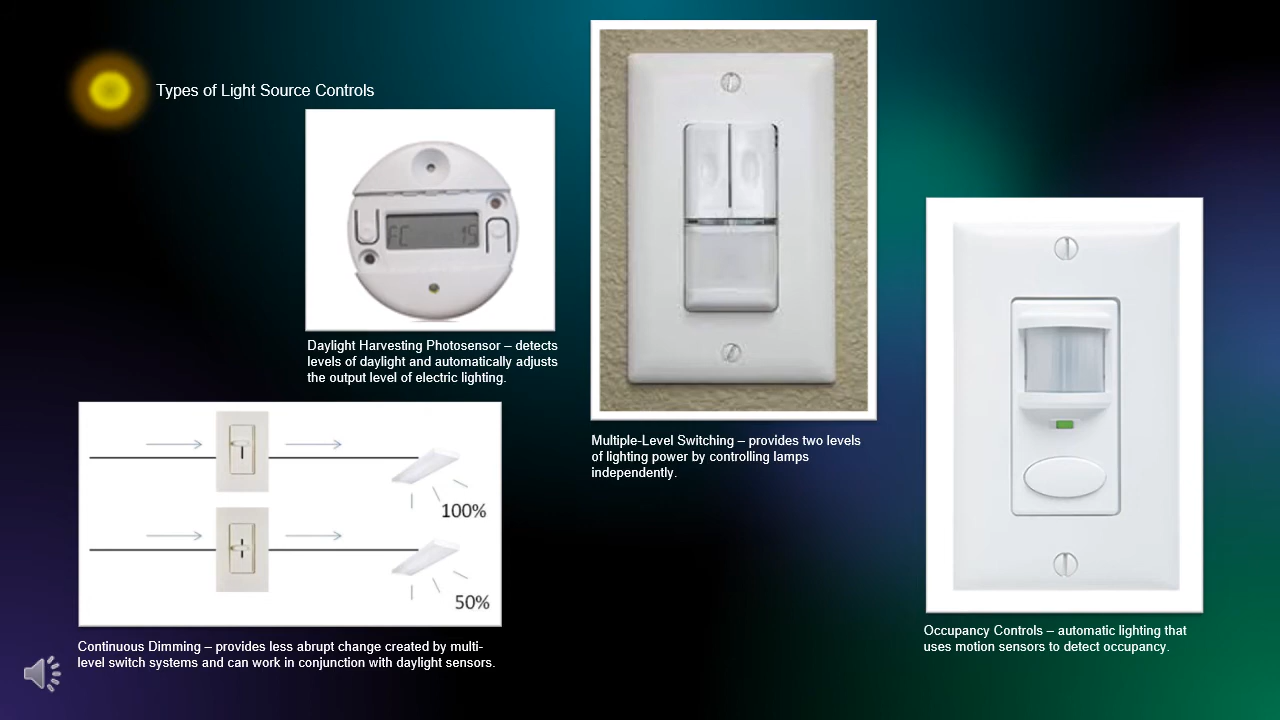 Types of Light Source Controls
FC 15
Daylight Harvesting Photosensor – detects
levels of daylight and automatically adjusts
the output level of electric lighting.
100%
50%
Continuous Dimming – provides less abrupt change created by multi-
level switch systems and can work in conjunction with daylight sensors.
Multiple-Level Switching – provides two levels
of lighting power by controlling lamps
independently.
Occupancy Controls – automatic lighting that
uses motion sensors to detect occupancy.